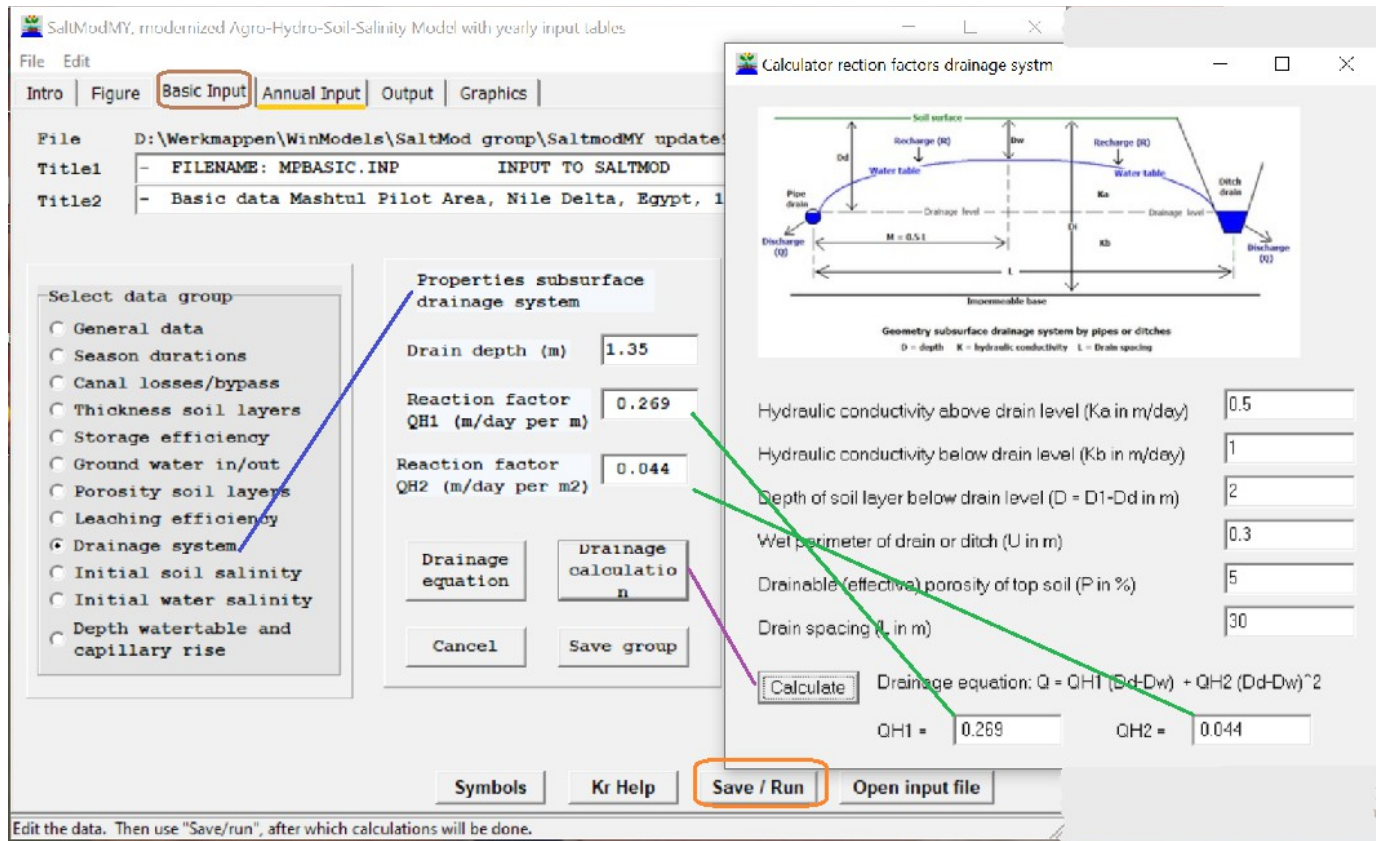 SaltModMY, modernized Agro-Hydro-Soil-Salinity Model with yearly input tables
File Edit
Intro Figure Basic Input Annual Input Output Graphics
File D:\Werkmappen\WinModels\SaltMod group\SaltmodMY update
Title1 - FILENAME: MPBASIC.INP INPUT TO SALTMOD
Title2 - Basic data Mashtul Pilot Area, Nile Delta, Egypt, 1
Select data group
General data
Season durations
Canal losses/bypass
Thickness soil layers
Storage efficiency
Ground water in/out
Porosity soil layers
Leaching efficiency
Drainage system
Initial soil salinity
Initial water salinity
Depth watertable and
capillary rise
Properties subsurface
drainage system
Drain depth (m) 1.35
Reaction factor
QH1 (m/day per m) 0.269
Reaction factor
QH2 (m/day per m2) 0.044
Drainage
equation
Drainage
calculatio
n
Cancel Save group
Symbols Kr Help Save / Run Open input file
Edit the data. Then use "Save/run", after which calculations will be done.
Calculator rection factors drainage systm
Soil surface
Recharge (R) Dw Recharge (R)
Dd
Water table Water table
Pipe
drain
Ka
Ditch
drain
Drainage level Drainage level
Discharge
(Q)
M = 0.5 L
Di
Kb
Discharge
(Q)
L
Impermeable base
Geometry subsurface drainage system by pipes or ditches
D = depth K = hydraulic conductivity L = Drain spacing
Hydraulic conductivity above drain level (Ka in m/day) 0.5
Hydraulic conductivity below drain level (Kb in m/day) 1
Depth of soil layer below drain level (D = D1-Dd in m) 2
Wet perimeter of drain or ditch (U in m) 0.3
Drainable (effective) porosity of top soil (P in %) 5
Drain spacing (L in m) 30
Calculate Drainage equation: Q = QH1 (Dd-Dw) + QH2 (Dd-Dw)^2
QH1 = 0.269 QH2 = 0.044